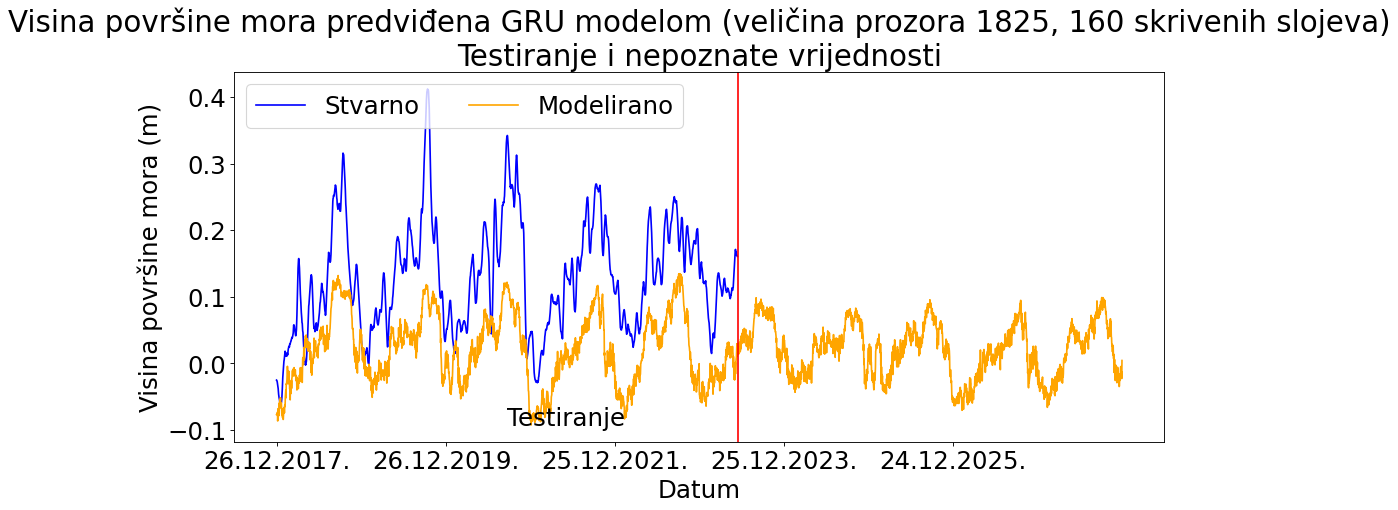 Visina površine mora predviđena GRU modelom (veličina prozora 1825, 160 skrivenih slojeva)
Testiranje i nepoznate vrijednosti
Stvarno Modelirano
Visina površine mora (m)
0.4
0.3
0.2
0.1
0.0
−0.1
Testiranje
26.12.2017. 26.12.2019. 25.12.2021. 25.12.2023. 24.12.2025.
Datum